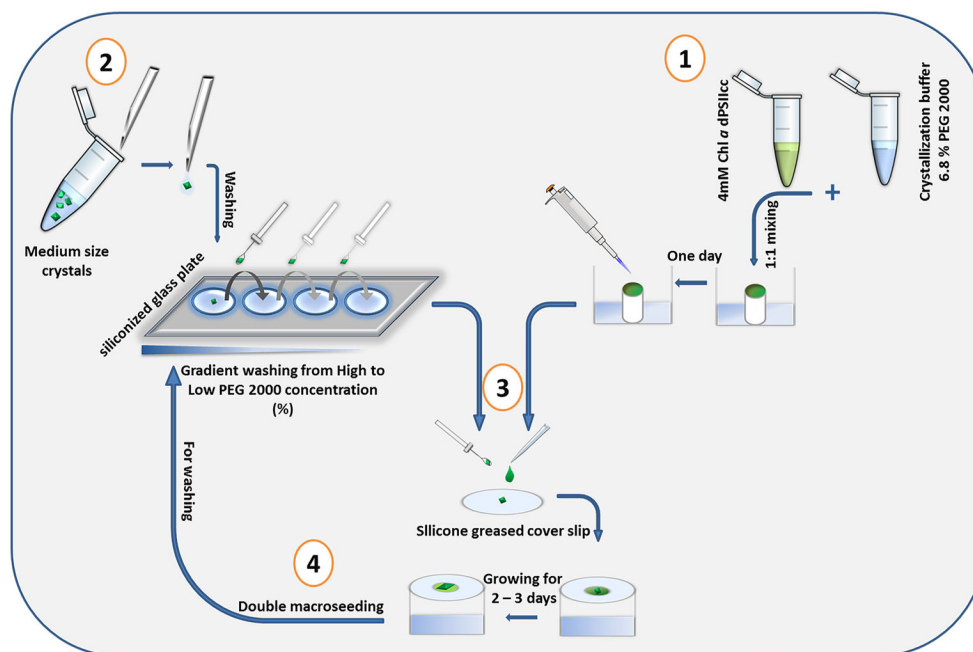 1
4mM Chl a dPSIIcc
Crystallization buffer
6.8 % PEG 2000
+
1:1 mixing
One day
2
Medium size
crystals
Washing
siliconized glass plate
Gradient washing from High to
Low PEG 2000 concentration
(%)
3
SIlicone greased cover slip
Growing for
2 – 3 days
4
Double macroseeding
For washing